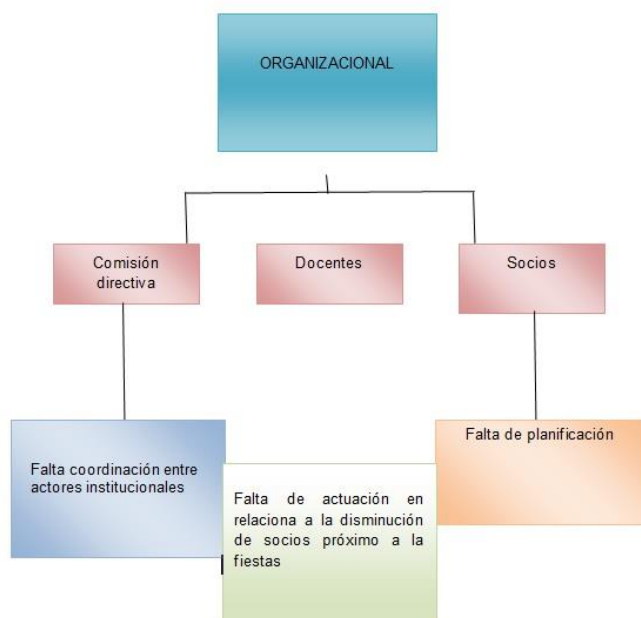 ORGANIZACIONAL
Comisión
directiva
Docentes
Socios
Falta coordinación entre
actores institucionales
Falta de actuación en
relaciona a la disminución
de socios próximo a la
fiestas
Falta de planificación